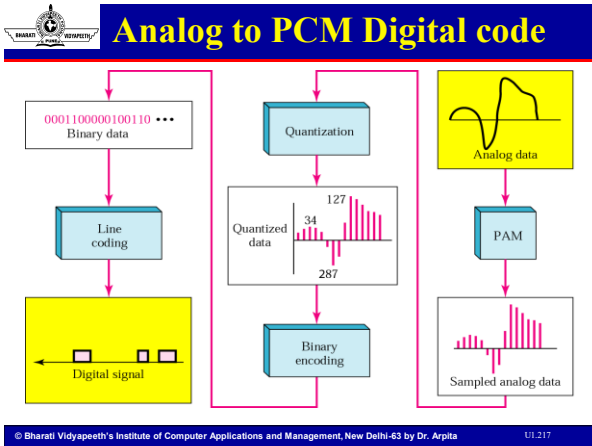 BHARATI VIDYAPEETH
PUNE
Analog to PCM Digital code
0001100000100110 •••
Binary data
Line
coding
Digital signal
Quantization
Quantized
data
127
34
287
Binary
encoding
Analog data
PAM
Sampled analog data
© Bharati Vidyapeeth's Institute of Computer Applications and Management, New Delhi-63 by Dr. Arpita
U1.217